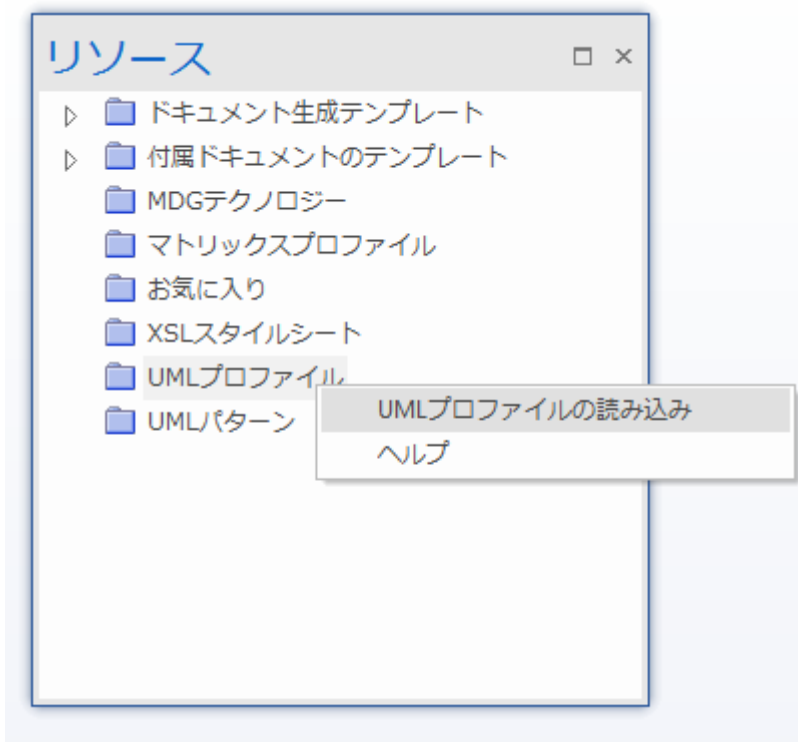 リソース
ドキュメント生成テンプレート
付属ドキュメントのテンプレート
MDGテクノロジー
マトリックスプロファイル
お気に入り
XSLスタイルシート
UMLプロファイル
UMLプロファイルの読み込み
UMLパターン
ヘルプ